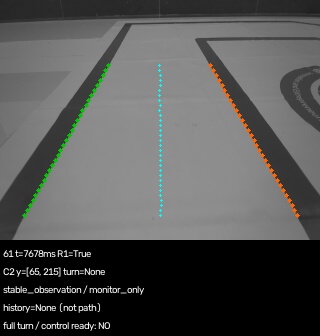 61 t=7678ms R1=True
C2 y=[65, 215] turn=None
stable_observation / monitor_only
history=None (not path)
full turn / control ready: NO